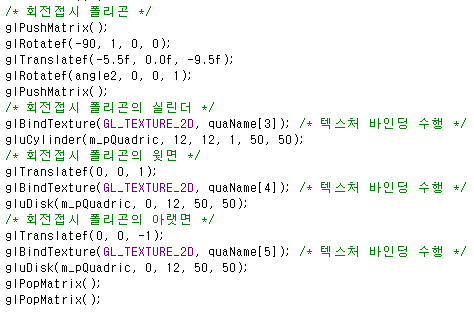 /* 회전접시 폴리곤 */
glPushMatrix();
glRotatef(-90, 1, 0, 0);
glTranslatef(-5.5f, 0.0f, -9.5f);
glRotatef(angle2, 0, 0, 1);
glPushMatrix();
/* 회전접시 폴리곤의 실린더 */
glBindTexture(GL_TEXTURE_2D, quaName[3]); /* 텍스처 바인딩 수행 */
gluCylinder(m_pQuadric, 12, 12, 1, 50, 50);
/* 회전접시 폴리곤의 윗면 */
glTranslatef(0, 0, 1);
glBindTexture(GL_TEXTURE_2D, quaName[4]); /* 텍스처 바인딩 수행 */
gluDisk(m_pQuadric, 0, 12, 50, 50);
/* 회전접시 폴리곤의 아랫면 */
glTranslatef(0, 0, -1);
glBindTexture(GL_TEXTURE_2D, quaName[5]); /* 텍스처 바인딩 수행 */
gluDisk(m_pQuadric, 0, 12, 50, 50);
glPopMatrix();
glPopMatrix();